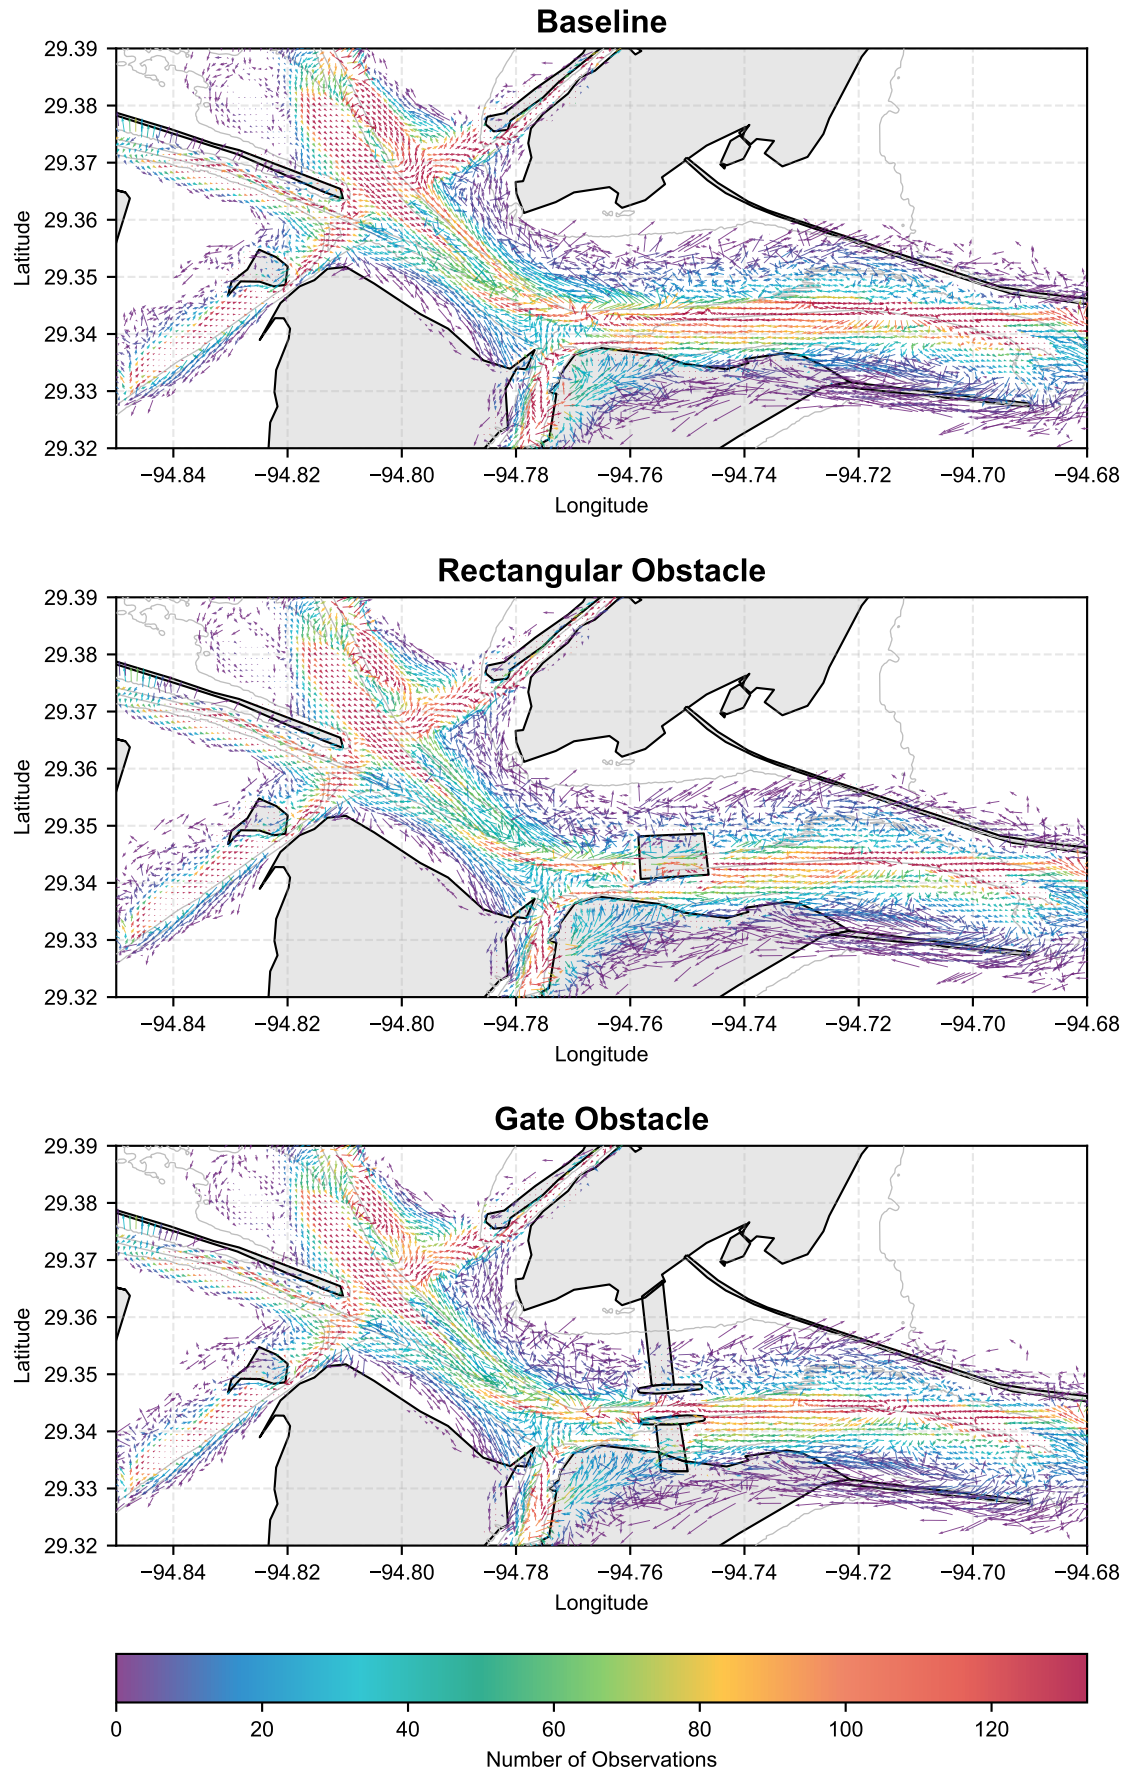 Baseline
29.39
29.38
29.37
29.36
29.35
29.34
29.33
29.32
Latitude
−94.84 −94.82 −94.80 −94.78 −94.76 −94.74 −94.72 −94.70 −94.68
Longitude
Rectangular Obstacle
29.39
29.38
29.37
29.36
29.35
29.34
29.33
29.32
Latitude
−94.84 −94.82 −94.80 −94.78 −94.76 −94.74 −94.72 −94.70 −94.68
Longitude
Gate Obstacle
29.39
29.38
29.37
29.36
29.35
29.34
29.33
29.32
Latitude
−94.84 −94.82 −94.80 −94.78 −94.76 −94.74 −94.72 −94.70 −94.68
Longitude
0 20 40 60 80 100 120
Number of Observations